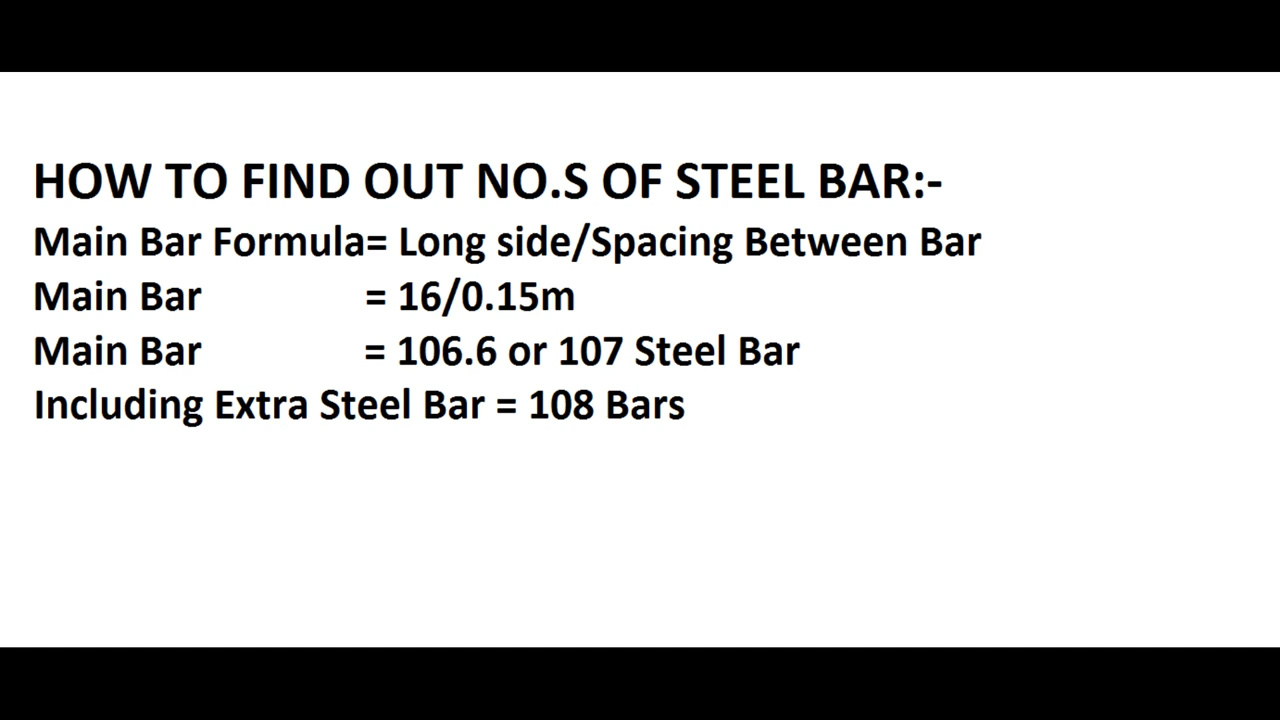 HOW TO FIND OUT NO.S OF STEEL BAR:-
Main Bar Formula= Long side/Spacing Between Bar
Main Bar = 16/0.15m
Main Bar = 106.6 or 107 Steel Bar
Including Extra Steel Bar = 108 Bars